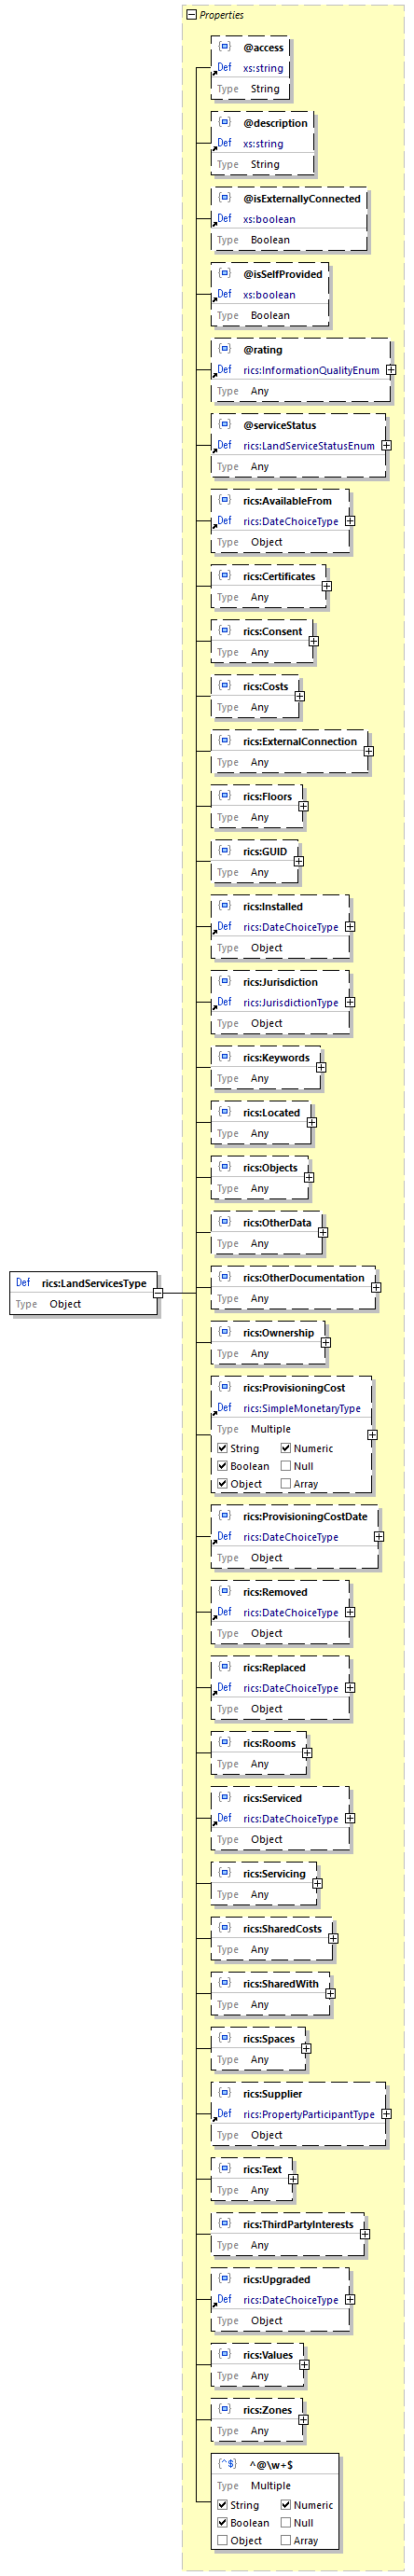 Properties
@access
Def xs:string
Type String
@description
Def xs:string
Type String
@isExternallyConnected
Def xs:boolean
Type Boolean
@isSelfProvided
Def xs:boolean
Type Boolean
@rating
Def rics:InformationQualityEnum
Type Any
@serviceStatus
Def rics:LandServiceStatusEnum
Type Any
rics:AvailableFrom
Def rics:DateChoiceType
Type Object
rics:Certificates
Type Any
rics:Consent
Type Any
rics:Costs
Type Any
rics:ExternalConnection
Type Any
rics:Floors
Type Any
rics:GUID
Type Any
rics:Installed
Def rics:DateChoiceType
Type Object
rics:Jurisdiction
Def rics:JurisdictionType
Type Object
rics:Keywords
Type Any
rics:Located
Type Any
rics:Objects
Type Any
rics:OtherData
Type Any
rics:OtherDocumentation
Type Any
Def rics:LandServicesType
Type Object
rics:Ownership
Type Any
rics:ProvisioningCost
Def rics:SimpleMonetaryType
Type Multiple
String Numeric
Boolean Null
Object Array
rics:ProvisioningCostDate
Def rics:DateChoiceType
Type Object
rics:Removed
Def rics:DateChoiceType
Type Object
rics:Replaced
Def rics:DateChoiceType
Type Object
rics:Rooms
Type Any
rics:Serviced
Def rics:DateChoiceType
Type Object
rics:Servicing
Type Any
rics:SharedCosts
Type Any
rics:SharedWith
Type Any
rics:Spaces
Type Any
rics:Supplier
Def rics:PropertyParticipantType
Type Object
rics:Text
Type Any
rics:ThirdPartyInterests
Type Any
rics:Upgraded
Def rics:DateChoiceType
Type Object
rics:Values
Type Any
rics:Zones
Type Any
{^$} ^@\w+$
Type Multiple
String Numeric
Boolean Null
Object Array